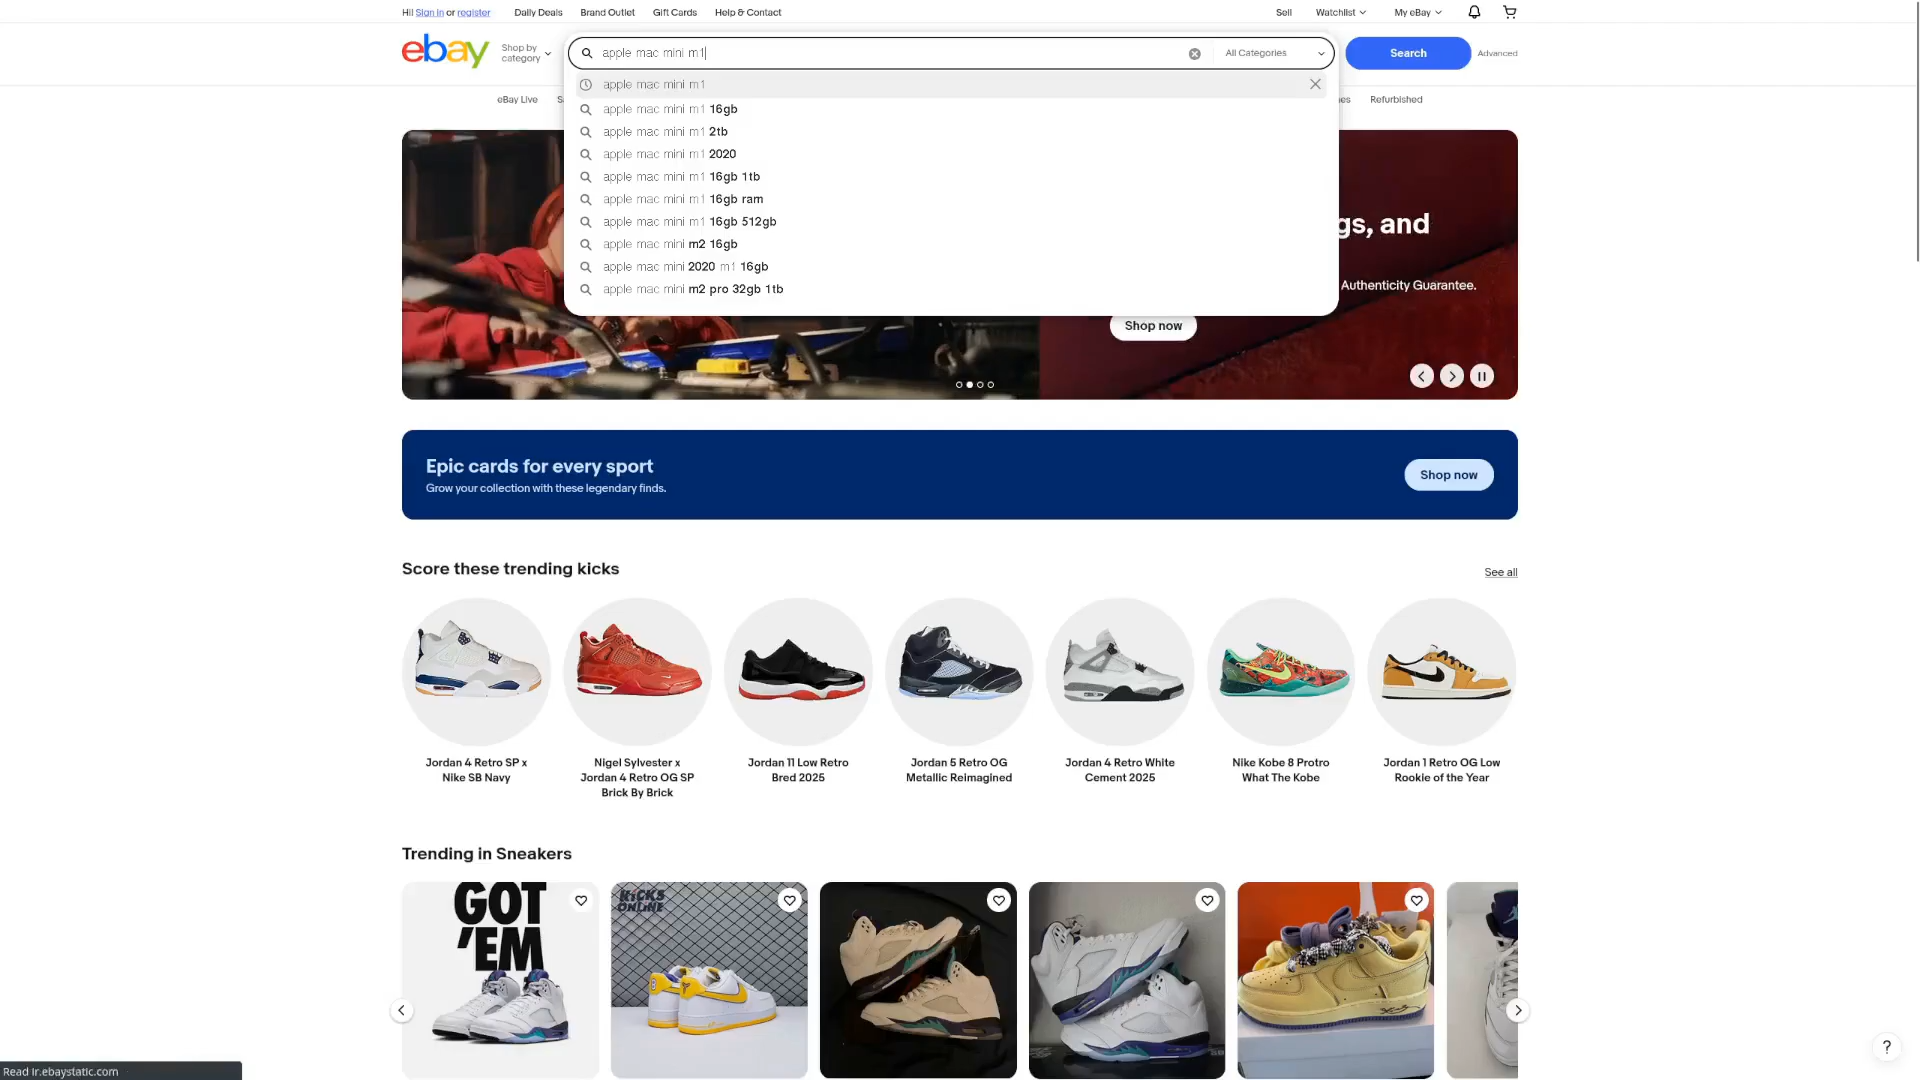 Hi! Sign in or register
Daily Deals
Brand Outlet
Gift Cards
Help & Contact
Sell
Watchlist
My eBay
ebay
Shop by category
apple mac mini m1
All Categories
Search
Advanced
apple mac mini m1
apple mac mini m1 16gb
apple mac mini m1 2tb
apple mac mini m1 2020
apple mac mini m1 16gb 1tb
apple mac mini m1 16gb ram
apple mac mini m1 16gb 512gb
apple mac mini m2 16gb
apple mac mini 2020 m1 16gb
apple mac mini m2 pro 32gb 1tb
eBay Live
Refurbished
gs, and
Authenticity Guarantee.
Shop now
Epic cards for every sport
Grow your collection with these legendary finds.
Shop now
Score these trending kicks
See all
Jordan 4 Retro SP x
Nike SB Navy
Nigel Sylvester x
Jordan 4 Retro OG SP
Brick By Brick
Jordan 11 Low Retro
Bred 2025
Jordan 5 Retro OG
Metallic Reimagined
Jordan 4 Retro White
Cement 2025
Nike Kobe 8 Protro
What The Kobe
Jordan 1 Retro OG Low
Rookie of the Year
Trending in Sneakers
GOT
'EM
KICKS
ONLINE
?
Read ir.ebaystatic.com